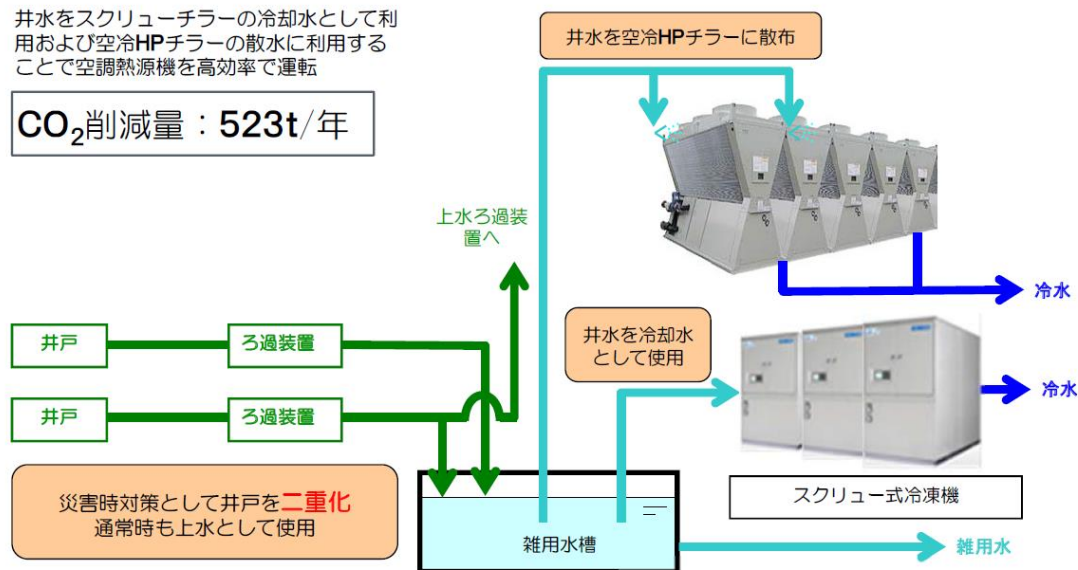 井水をスクリューチラーの冷却水として利
用および空冷HPチラーの散水に利用する
ことで空調熱源機を高効率で運転
CO₂削減量：523t/年
井水を空冷HPチラーに散布
上水ろ過装
置へ
冷水
井戸
ろ過装置
井水を冷却水
として使用
冷水
井戸
ろ過装置
災害時対策として井戸を二重化
通常時も上水として使用
スクリュー式冷凍機
雑用水槽
雑用水